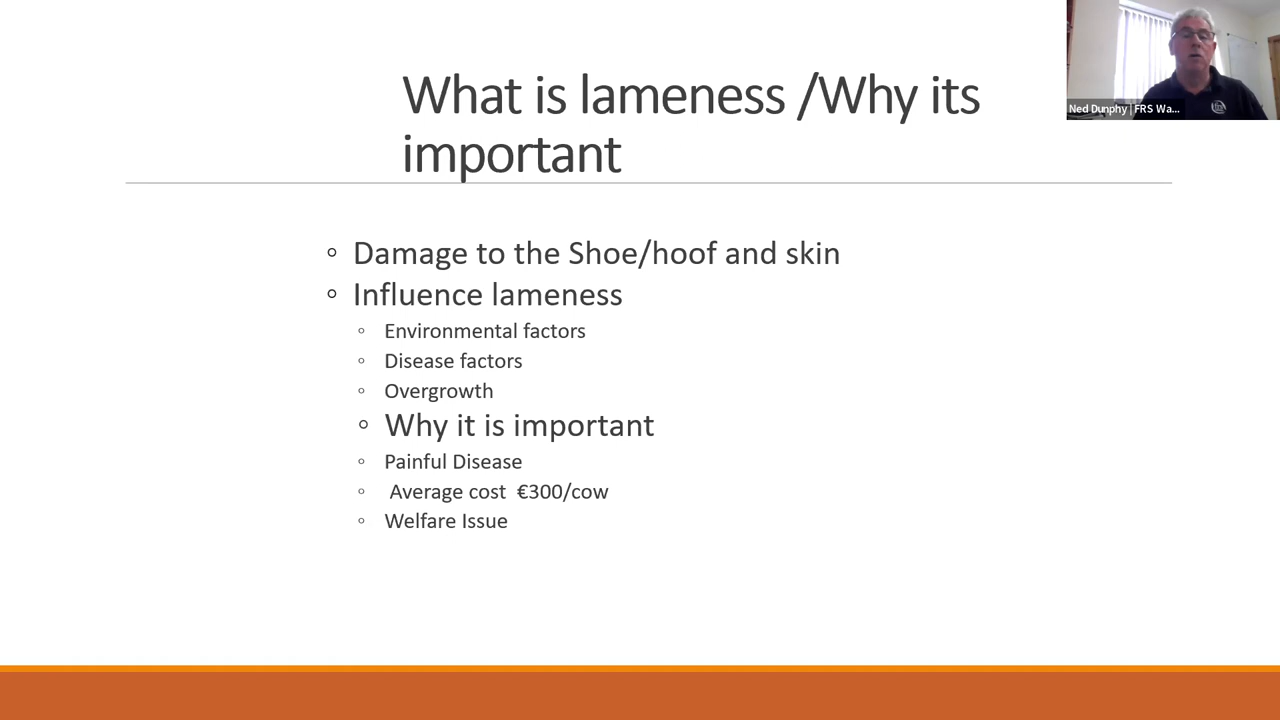 What is lameness /Why its
important
Ned Dunphy | FRS Wa...
◦ Damage to the Shoe/hoof and skin
◦ Influence lameness
◦ Environmental factors
◦ Disease factors
◦ Overgrowth
◦ Why it is important
◦ Painful Disease
◦ Average cost €300/cow
◦ Welfare Issue